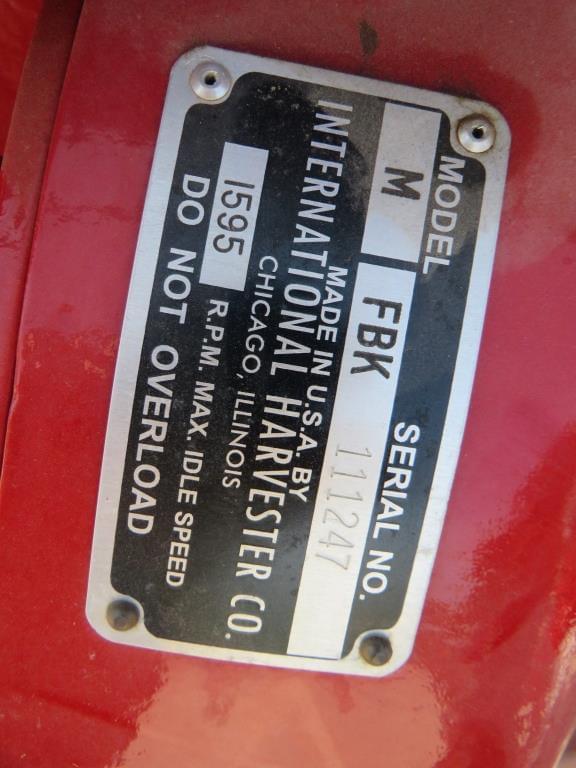 MODEL SERIAL NO.
M FBK 111247
MADE IN U.S.A. BY
INTERNATIONAL HARVESTER CO.
CHICAGO, ILLINOIS
1595 R.P.M. MAX. IDLE SPEED
DO NOT OVERLOAD